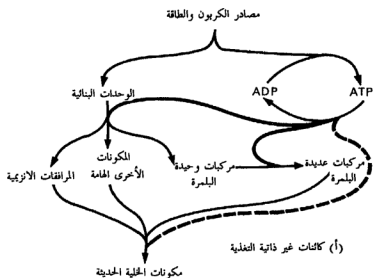 مصادر الكربون والطاقة
الوحدات البنائية
ADP
ATP
المرافقات الانزيمية
المكونات
الأخرى الهامة
مركبات وحيدة
البلمرة
مركبات عديدة
البلمرة
(أ) كائنات غير ذاتية التغذية
مكونات الخلية الحديثة